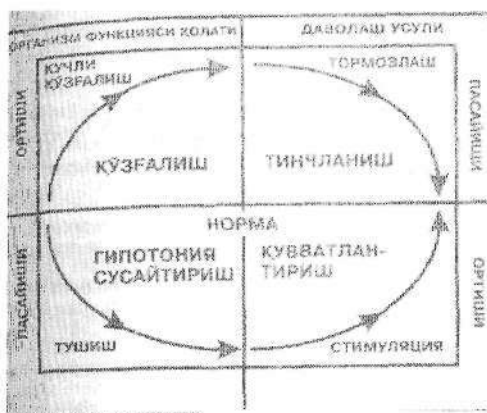 ОРГАНИЗМ ФУНКЦИЯСИ ҲОЛАТИ
ДАВОЛАШ УСУЛИ
ОРТИШИ
КУЧЛИ
ҚЎЗҒАЛИШ
ТОРМОЗЛАШ
ПАСАЙИШИ
ҚЎЗҒАЛИШ
ТИНЧЛАНИШ
НОРМА
ПАСАЙИШИ
ГИПОТОНИЯ
СУСАЙТИРИШ
ҚУВВАТЛАН-
ТИРИШ
ОРТИШИ
ТУШИШ
СТИМУЛЯЦИЯ